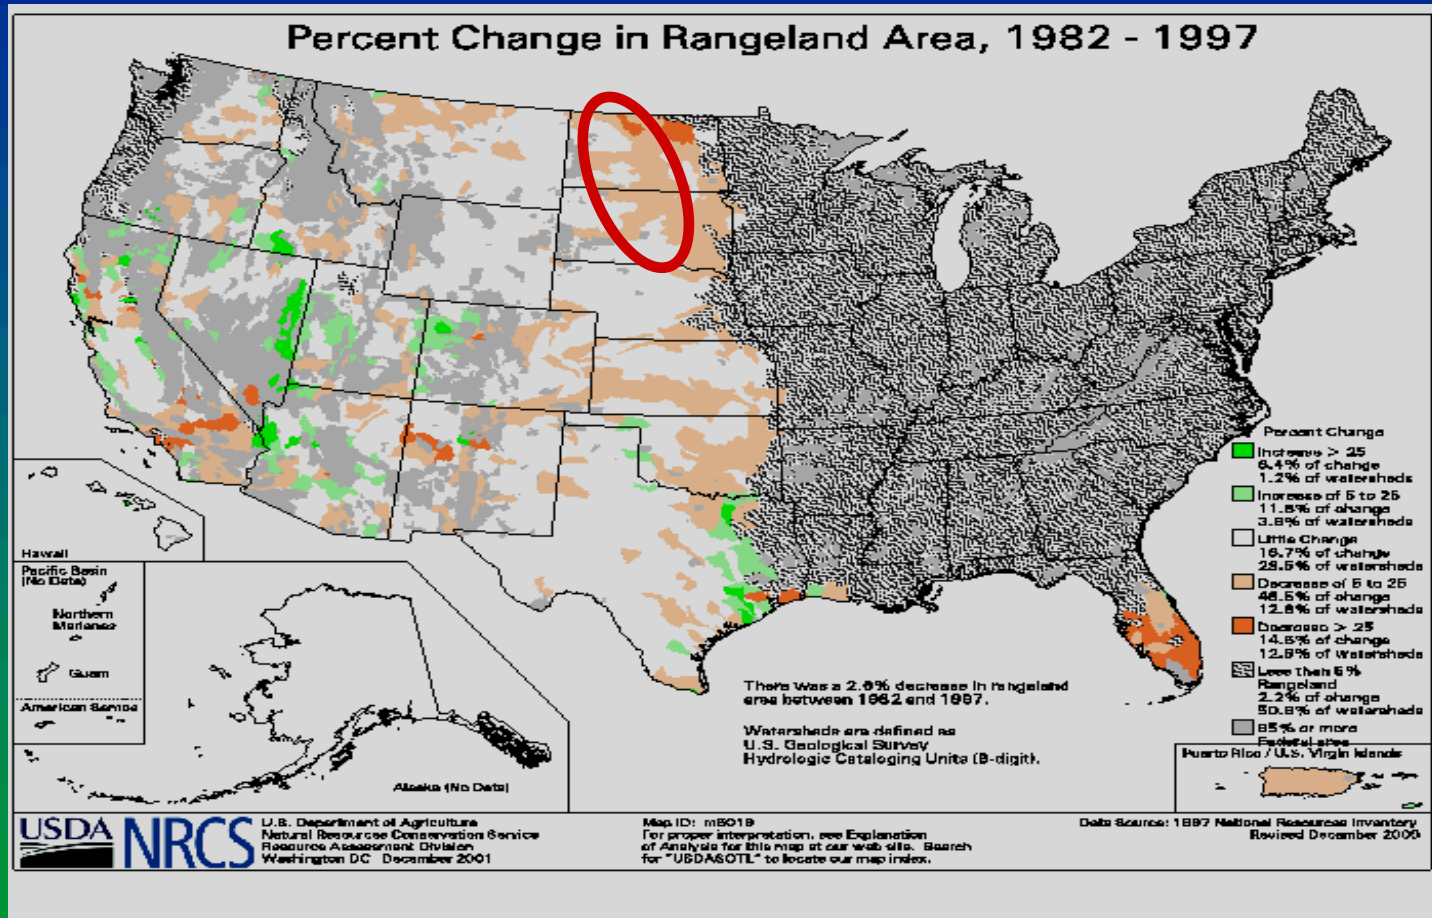 Percent Change in Rangeland Area, 1982 - 1997
Percent Change
Increase > 25
6.4% of change
1.2% of watersheds
Increase of 5 to 25
11.6% of change
3.8% of watersheds
Little Change
16.7% of change
28.5% of watersheds
Decrease of 5 to 25
48.5% of change
12.8% of watersheds
Decrease > 25
14.6% of change
of watersheds
Less than 5%
Rangeland
2.2% of change
of watersheds
95% or more
Federal area
Hawaii
Pacific Basin
(No Data)
Northern
Marianas
Guam
American Samoa
Alaska (No Data)
There was a decrease in rangeland
area between 1982 and 1997.
Watersheds are defined as
U.S. Geological Survey
Hydrologic Cataloging Units (8-digit).
Puerto Rico / U.S. Virgin Islands
USDA
NRCS
U.S. Department of Agriculture
Natural Resources Conservation Service
Resource Assessment Division
Washington DC December 2001
Map ID: m5019
For proper interpretation, see Explanation
of Analysis for this map at our web site. Search
for "USDASOTL" to locate our map index.
Data Source: 1997 National Resources Inventory
Revised December 2000